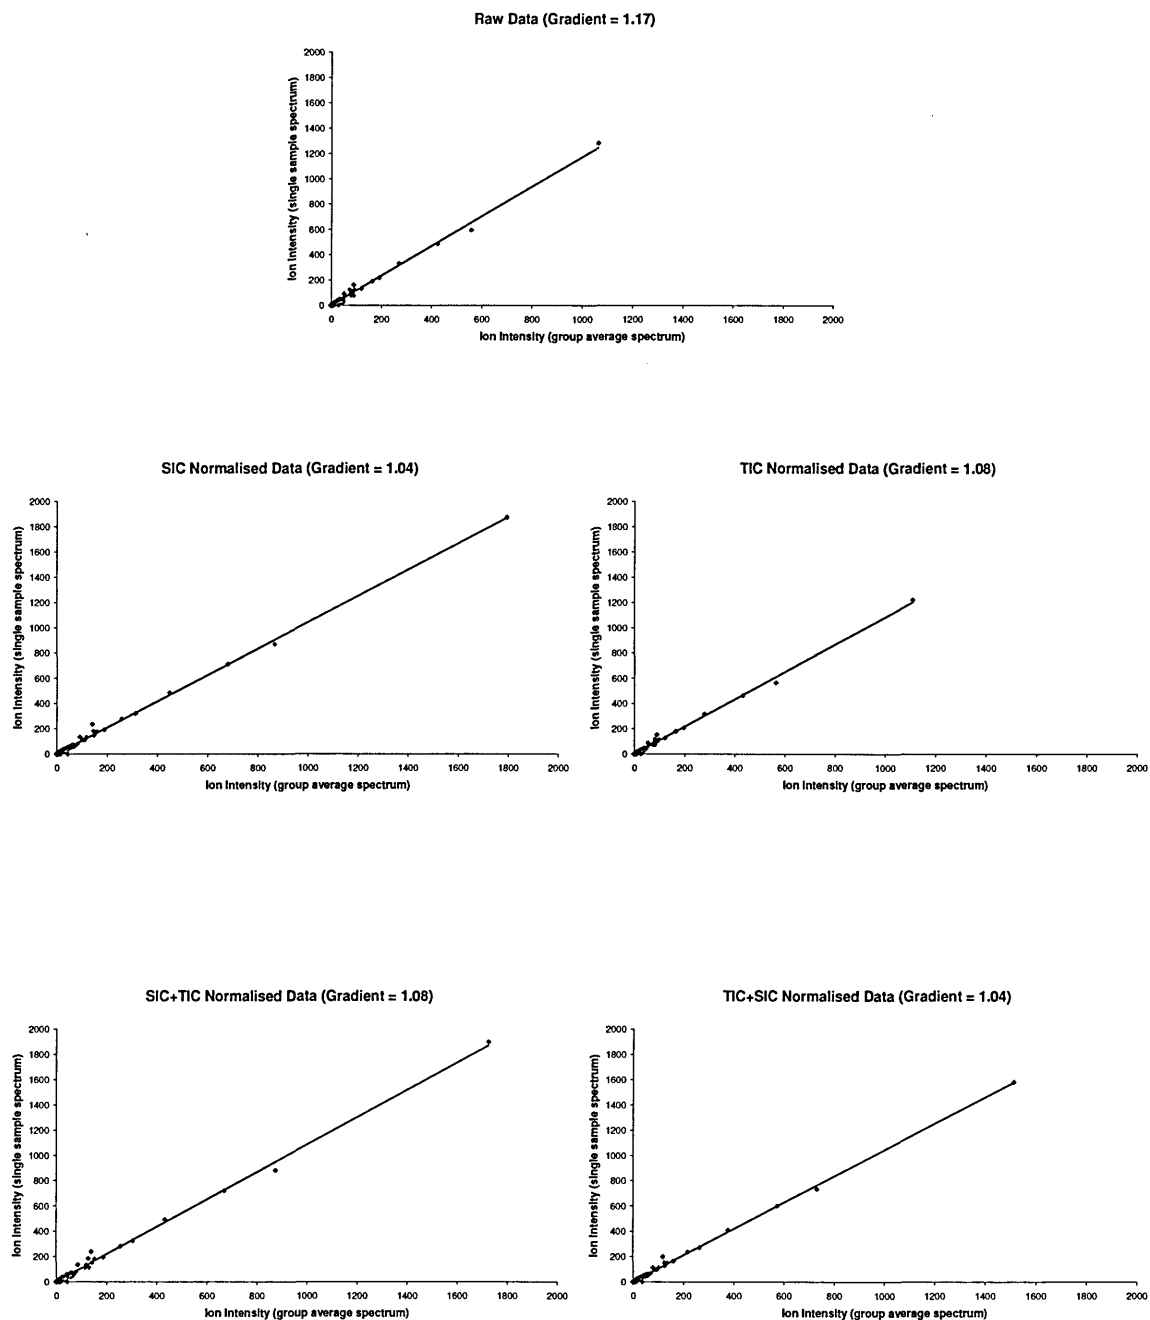 Raw Data (Gradient = 1.17)
2000
1800
1600
1400
1200
1000
800
600
400
200
0
Ion Intensity (single sample spectrum)
0 200 400 600 800 1000 1200 1400 1600 1800 2000
Ion Intensity (group average spectrum)
SIC Normalised Data (Gradient = 1.04)
2000
1800
1600
1400
1200
1000
800
600
400
200
0
Ion Intensity (single sample spectrum)
0 200 400 600 800 1000 1200 1400 1600 1800 2000
Ion Intensity (group average spectrum)
TIC Normalised Data (Gradient = 1.08)
2000
1800
1600
1400
1200
1000
800
600
400
200
0
Ion Intensity (single sample spectrum)
0 200 400 600 800 1000 1200 1400 1600 1800 2000
Ion Intensity (group average spectrum)
SIC+TIC Normalised Data (Gradient = 1.08)
2000
1800
1600
1400
1200
1000
800
600
400
200
0
Ion Intensity (single sample spectrum)
0 200 400 600 800 1000 1200 1400 1600 1800 2000
Ion Intensity (group average spectrum)
TIC+SIC Normalised Data (Gradient = 1.04)
2000
1800
1600
1400
1200
1000
800
600
400
200
0
Ion Intensity (single sample spectrum)
0 200 400 600 800 1000 1200 1400 1600 1800 2000
Ion Intensity (group average spectrum)